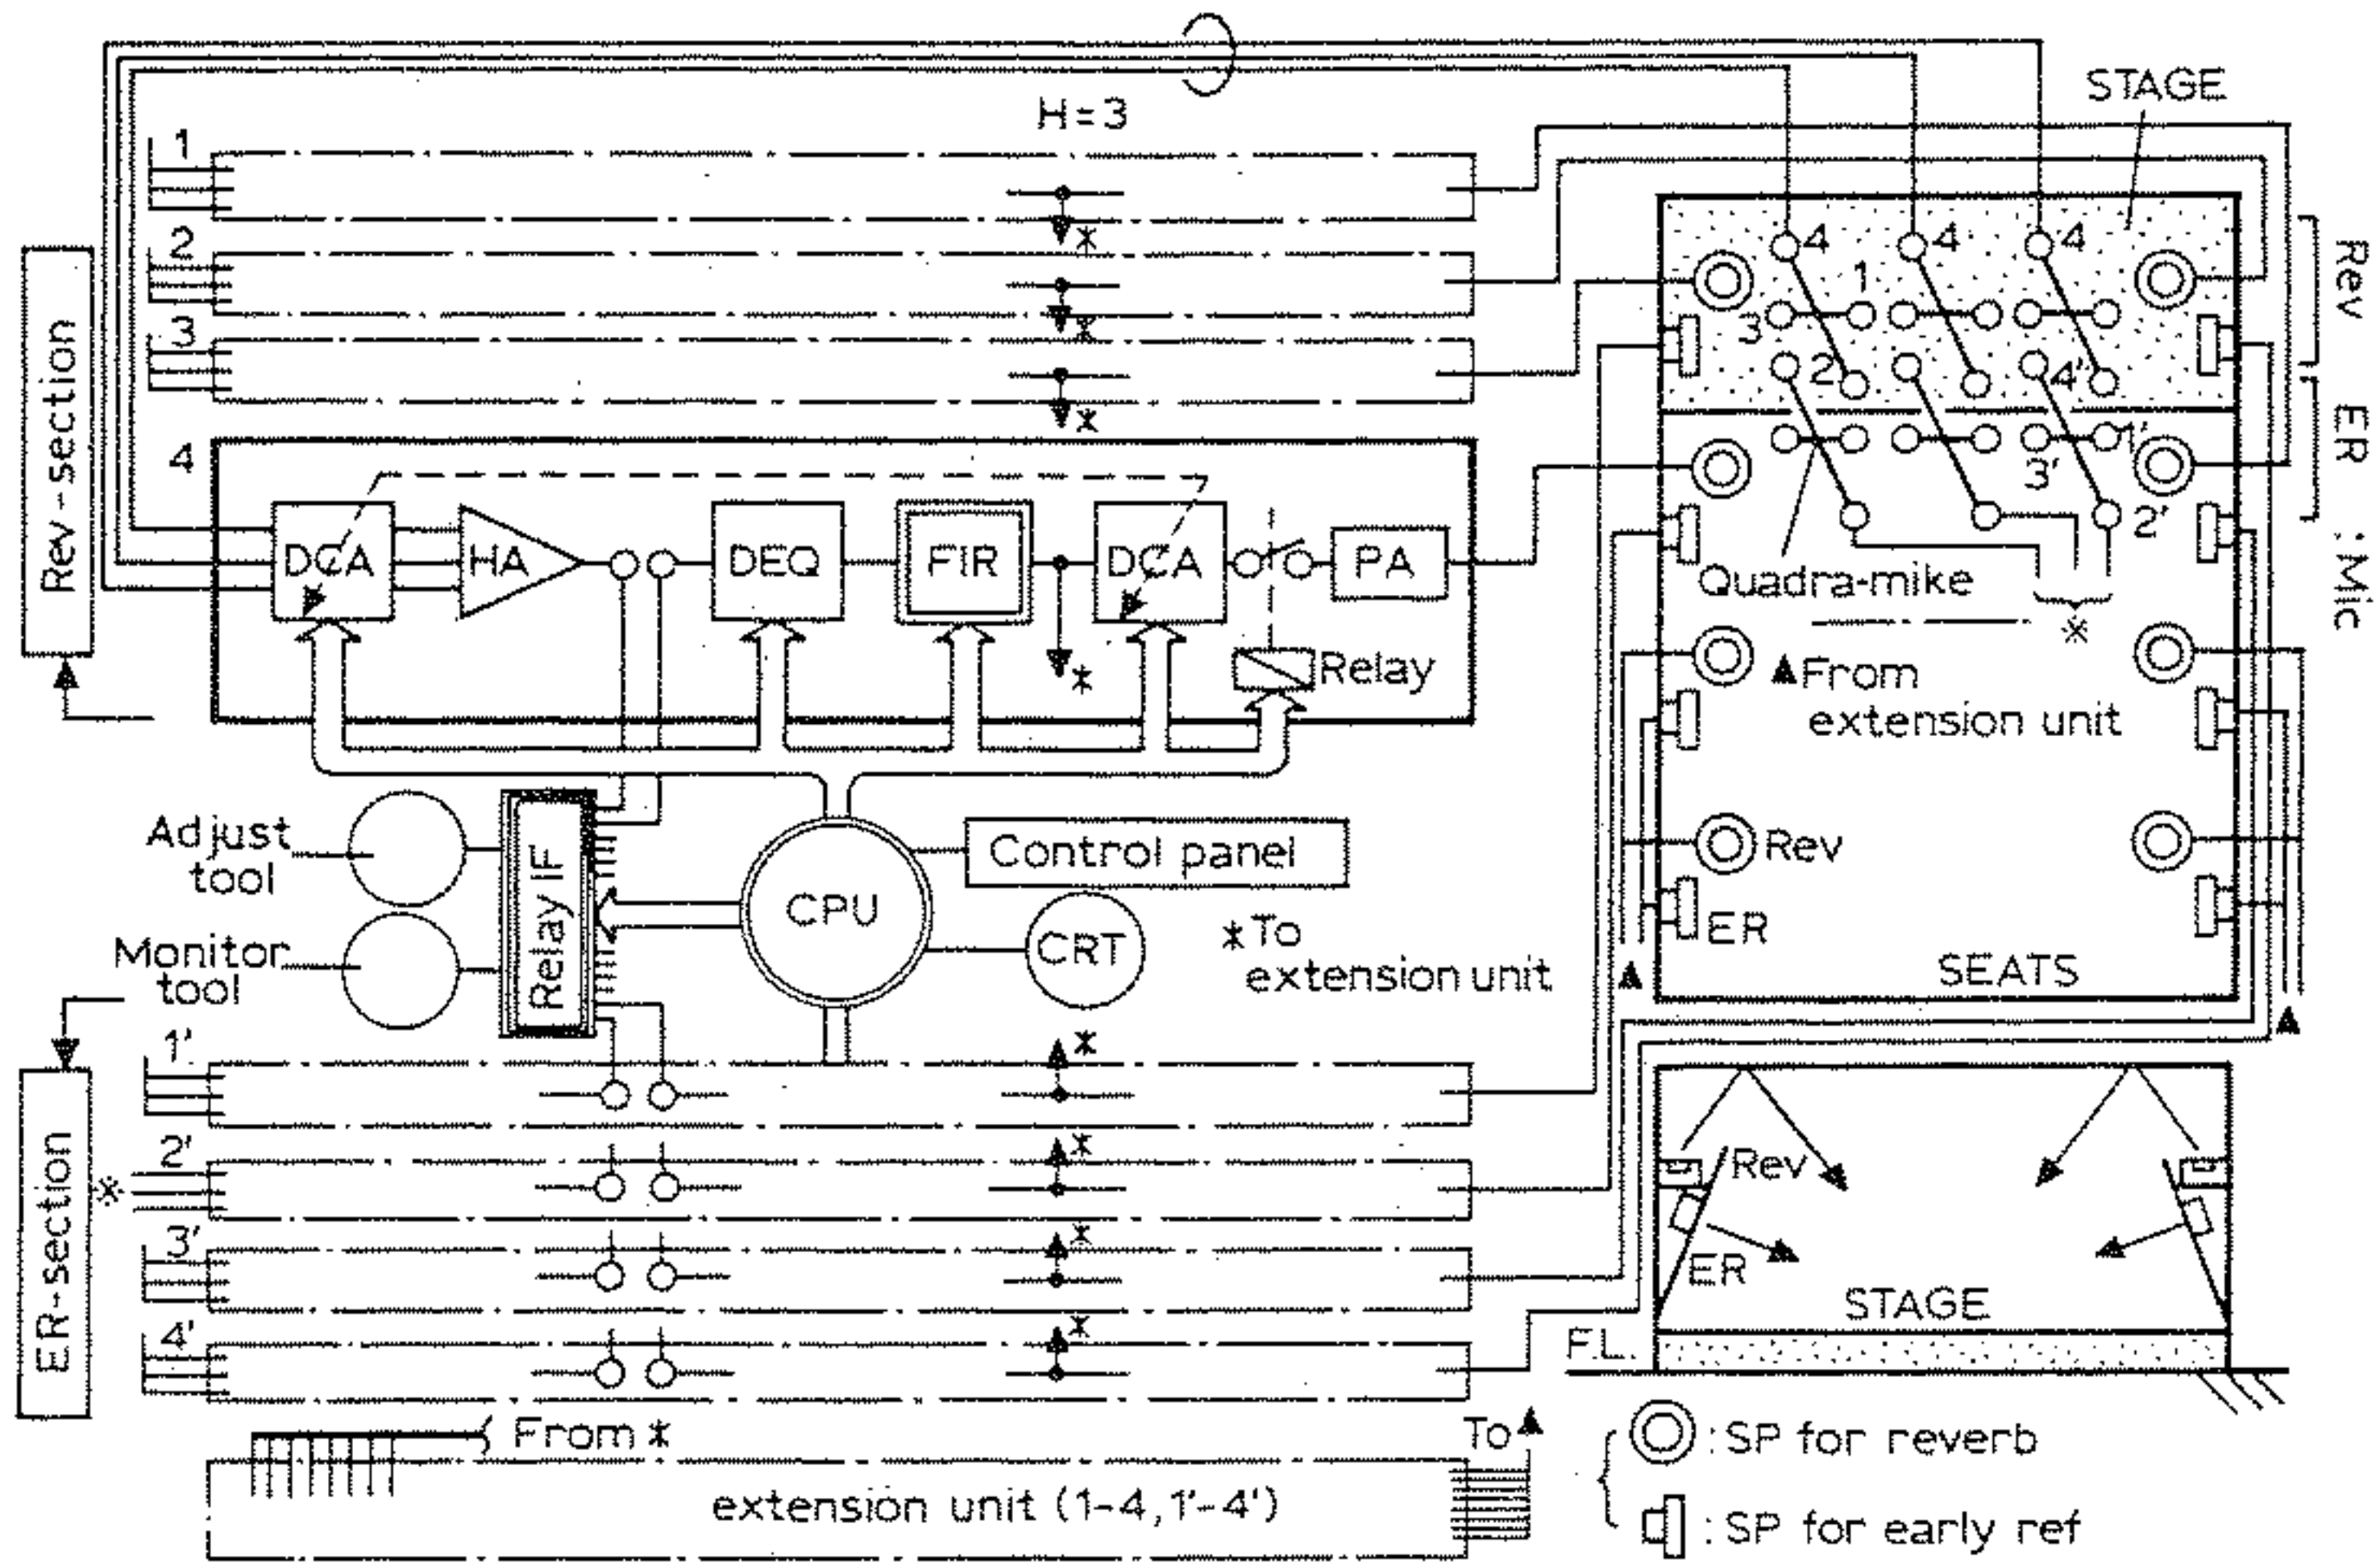 H=3
STAGE
1
*
2
*
3
*
Rev-section
4
DCA
HA
DEQ
FIR
DCA
PA
*
Relay
4
4
4
1
3
2
4'
1'
3'
2'
Rev
ER
:Mic
Quadra-mike
※
▲From
extension unit
Rev
ER
SEATS
Adjust
tool
Monitor
tool
Relay IF
CPU
Control panel
CRT
*To
extension unit
ER-section
1'
*
※
2'
*
3'
*
4'
*
From *
To ▲
extension unit (1-4, 1'-4')
Rev
ER
STAGE
F.L.
: SP for reverb
: SP for early ref